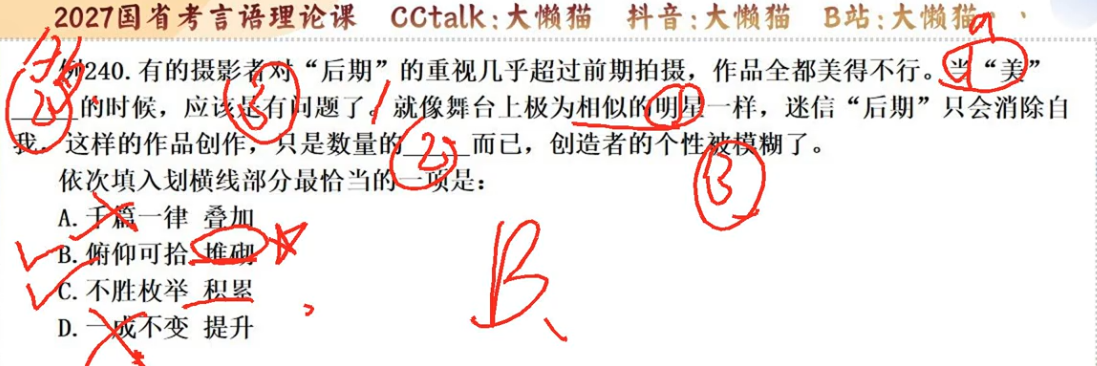 2027国省考言语理论课 CCtalk:大懒猫 抖音:大懒猫 B站:大懒猫
例240.有的摄影者对“后期”的重视几乎超过前期拍摄，作品全都美得不行。当“美”
____的时候，应该是有问题了。就像舞台上极为相似的明星一样，迷信“后期”只会消除自
我。这样的作品创作，只是数量的____而已，创造者的个性被模糊了。
依次填入划横线部分最恰当的一项是：
A.千篇一律 叠加
B.俯仰可拾 堆砌
C.不胜枚举 积累
D.一成不变 提升
B